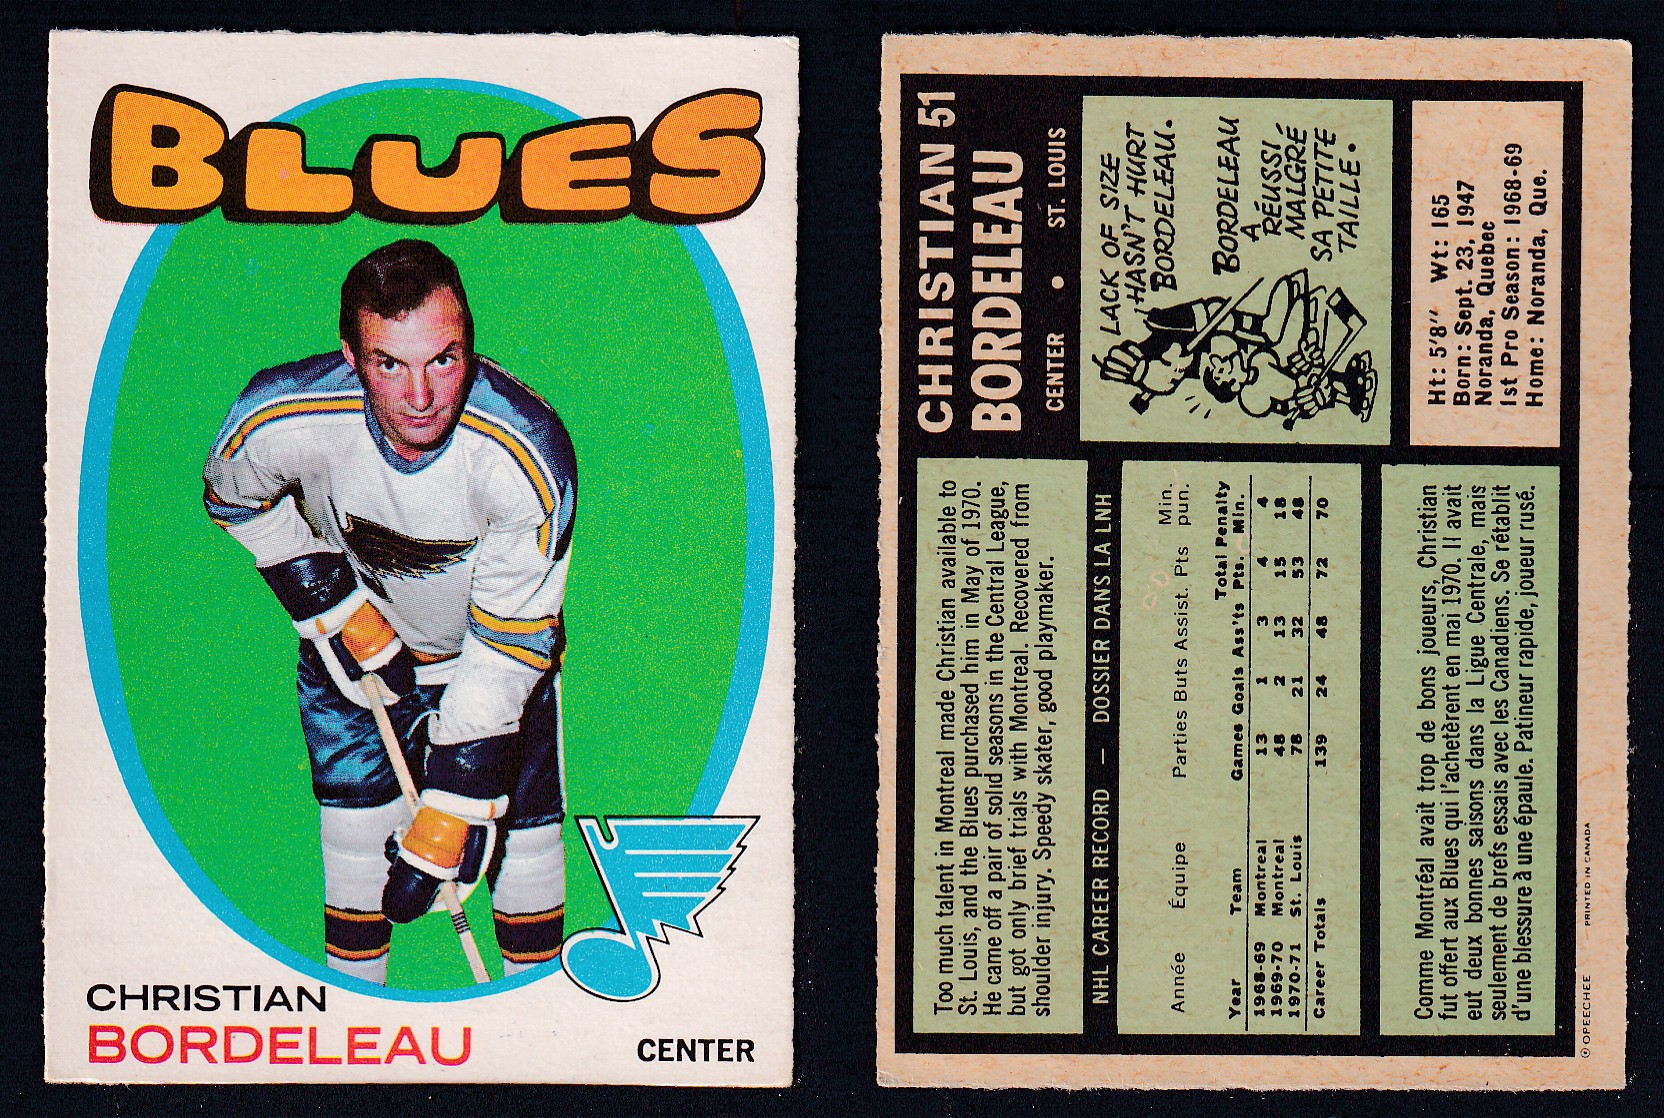 BLUES
CHRISTIAN
BORDELEAU
CENTER
CHRISTIAN 51
BORDELEAU
CENTER • ST. LOUIS
LACK OF SIZE
HASN'T HURT
BORDELEAU.
BORDELEAU
A
RÉUSSI
MALGRÉ
SA PETITE
TAILLE.
Ht: 5'8" Wt: 165
Born: Sept. 23, 1947
Noranda, Quebec
1st Pro Season: 1968-69
Home: Noranda, Que.
Too much talent in Montreal made Christian available to
St. Louis, and the Blues purchased him in May of 1970.
He came off a pair of solid seasons in the Central League,
but got only brief trials with Montreal. Recovered from
shoulder injury. Speedy skater, good playmaker.
NHL CAREER RECORD — DOSSIER DANS LA LNH
Année Équipe Parties Buts Assist. Pts Min. pun.
Total Penalty
Year Team Games Goals Ass'ts Pts. Min.
1968-69 Montreal 13 1 3 4 4
1969-70 Montreal 48 2 13 15 18
1970-71 St. Louis 78 21 32 53 48
Career Totals 139 24 48 72 70
Comme Montréal avait trop de bons joueurs, Christian
fut offert aux Blues qui l'achetèrent en mai 1970. Il avait
eut deux bonnes saisons dans la Ligue Centrale, mais
seulement de brefs essais avec les Canadiens. Se rétablit
d'une blessure à une épaule. Patineur rapide, joueur rusé.
© OPEECHEE — PRINTED IN CANADA